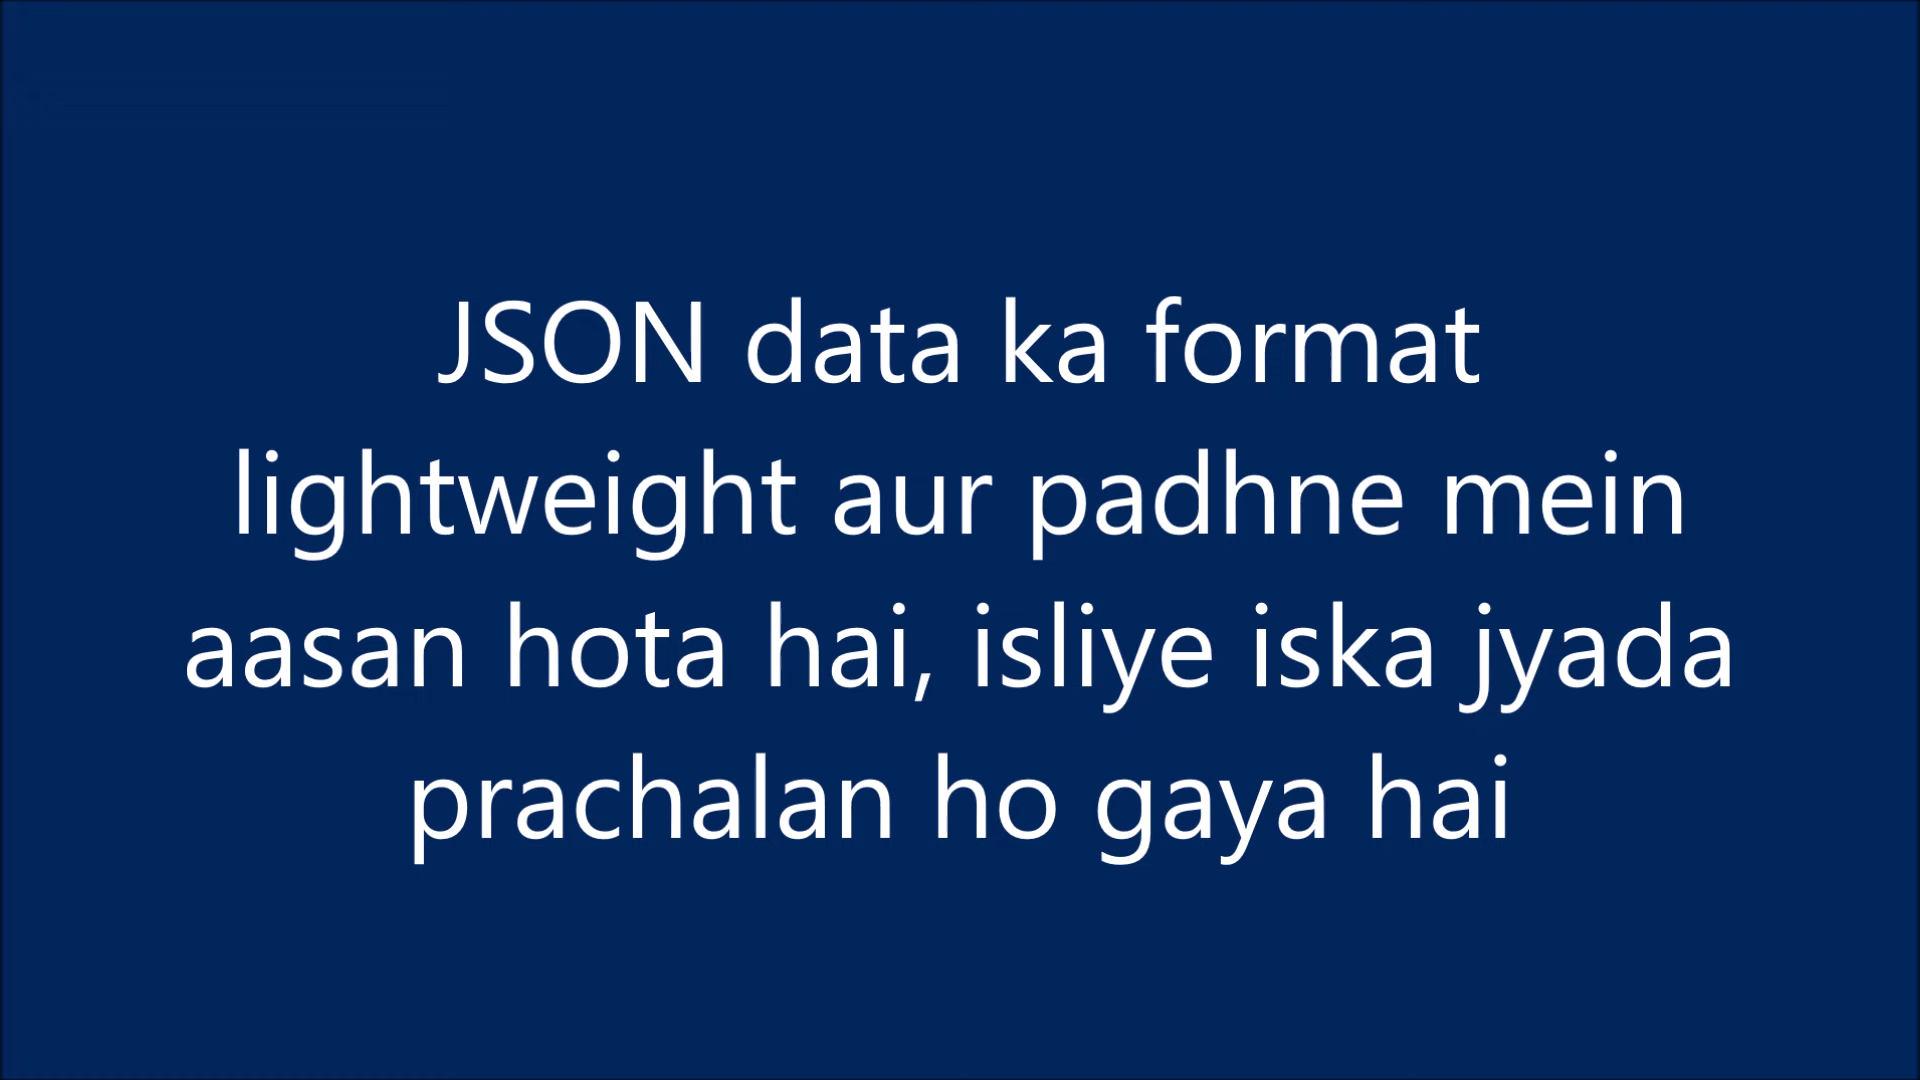 JSON data ka format
lightweight aur padhne mein
aasan hota hai, isliye iska jyada
prachalan ho gaya hai